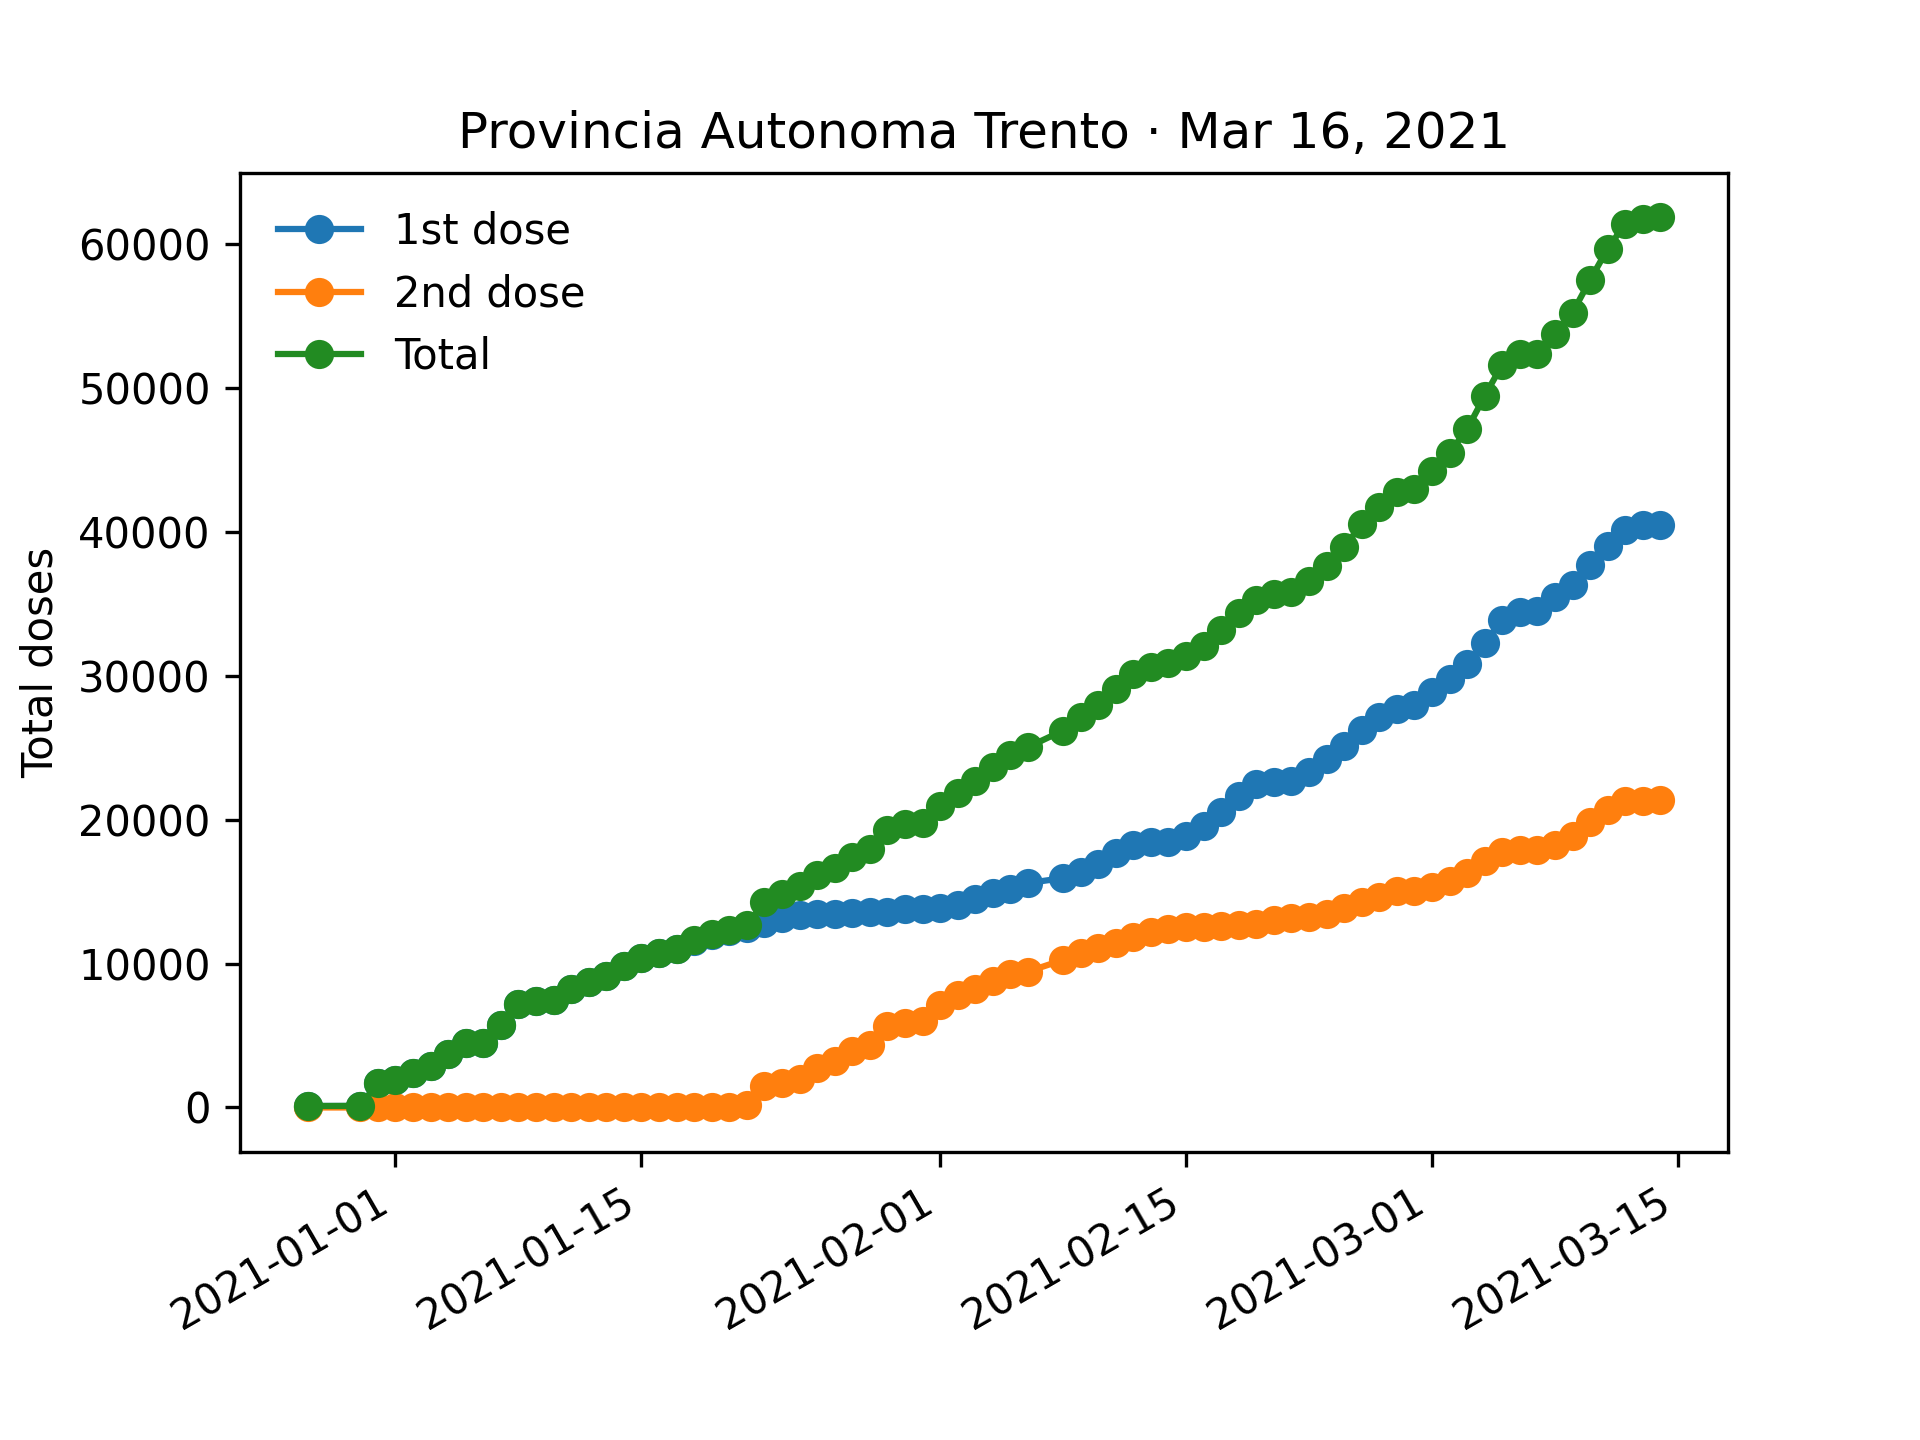 Provincia Autonoma Trento · Mar 16, 2021
1st dose
2nd dose
Total
Total doses
60000
50000
40000
30000
20000
10000
0
2021-01-01
2021-01-15
2021-02-01
2021-02-15
2021-03-01
2021-03-15